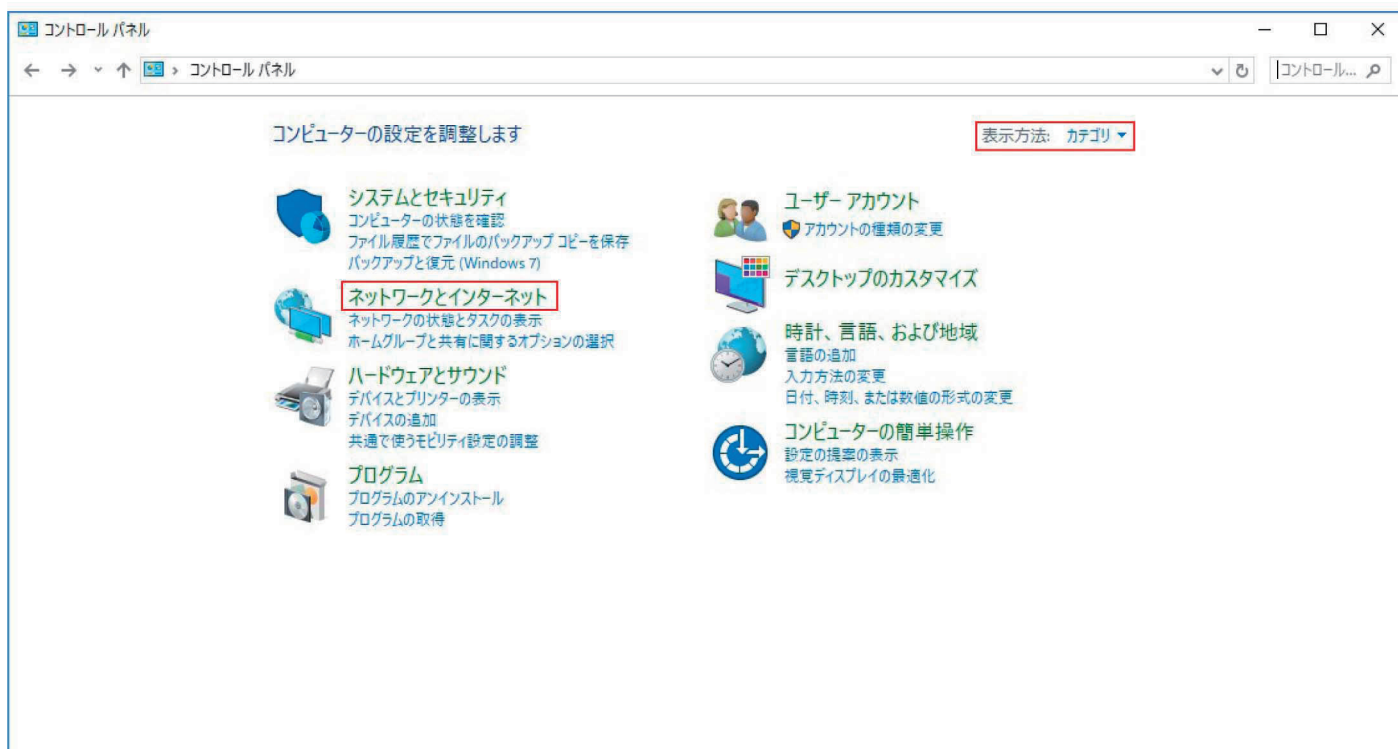 コントロール パネル
コントロール パネル
コントロール...
コンピューターの設定を調整します
表示方法: カテゴリ
システムとセキュリティ
コンピューターの状態を確認
ファイル履歴でファイルのバックアップ コピーを保存
バックアップと復元 (Windows 7)
ネットワークとインターネット
ネットワークの状態とタスクの表示
ホームグループと共有に関するオプションの選択
ハードウェアとサウンド
デバイスとプリンターの表示
デバイスの追加
共通で使うモビリティ設定の調整
プログラム
プログラムのアンインストール
プログラムの取得
ユーザー アカウント
アカウントの種類の変更
デスクトップのカスタマイズ
時計、言語、および地域
言語の追加
入力方法の変更
日付、時刻、または数値の形式の変更
コンピューターの簡単操作
設定の提案の表示
視覚ディスプレイの最適化